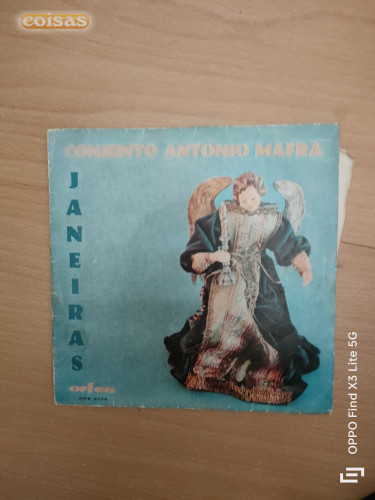 coisas
CONJUNTO ANTÓNIO MAFRA
JANEIRAS
orfeu
OPPO Find X3 Lite 5G